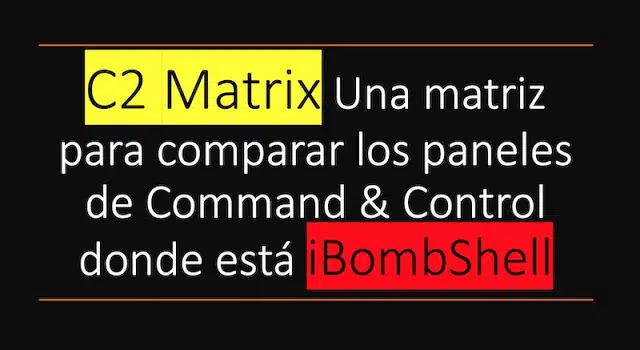 C2 Matrix Una matriz
para comparar los paneles
de Command & Control
donde está iBombShell